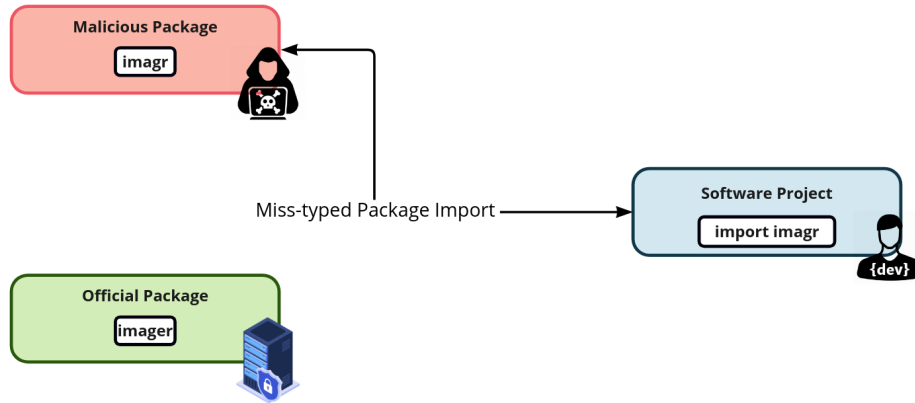 Malicious Package
imagr
Miss-typed Package Import
Software Project
import imagr
{dev}
Official Package
imager